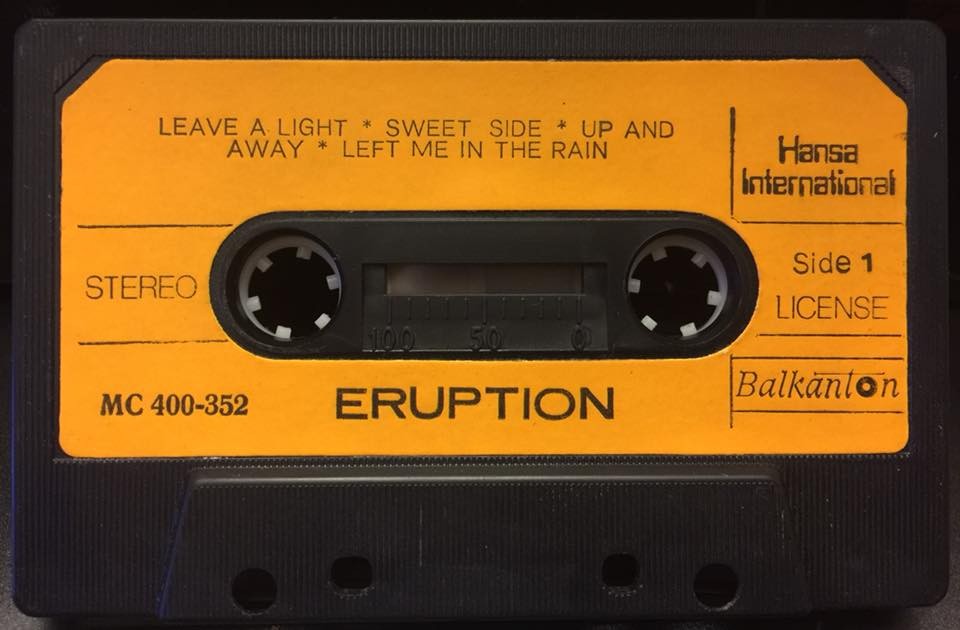 LEAVE A LIGHT * SWEET SIDE * UP AND
AWAY * LEFT ME IN THE RAIN
Hansa
International
STEREO
Side 1
LICENSE
100 50 0
MC 400-352
ERUPTION
Balkanton